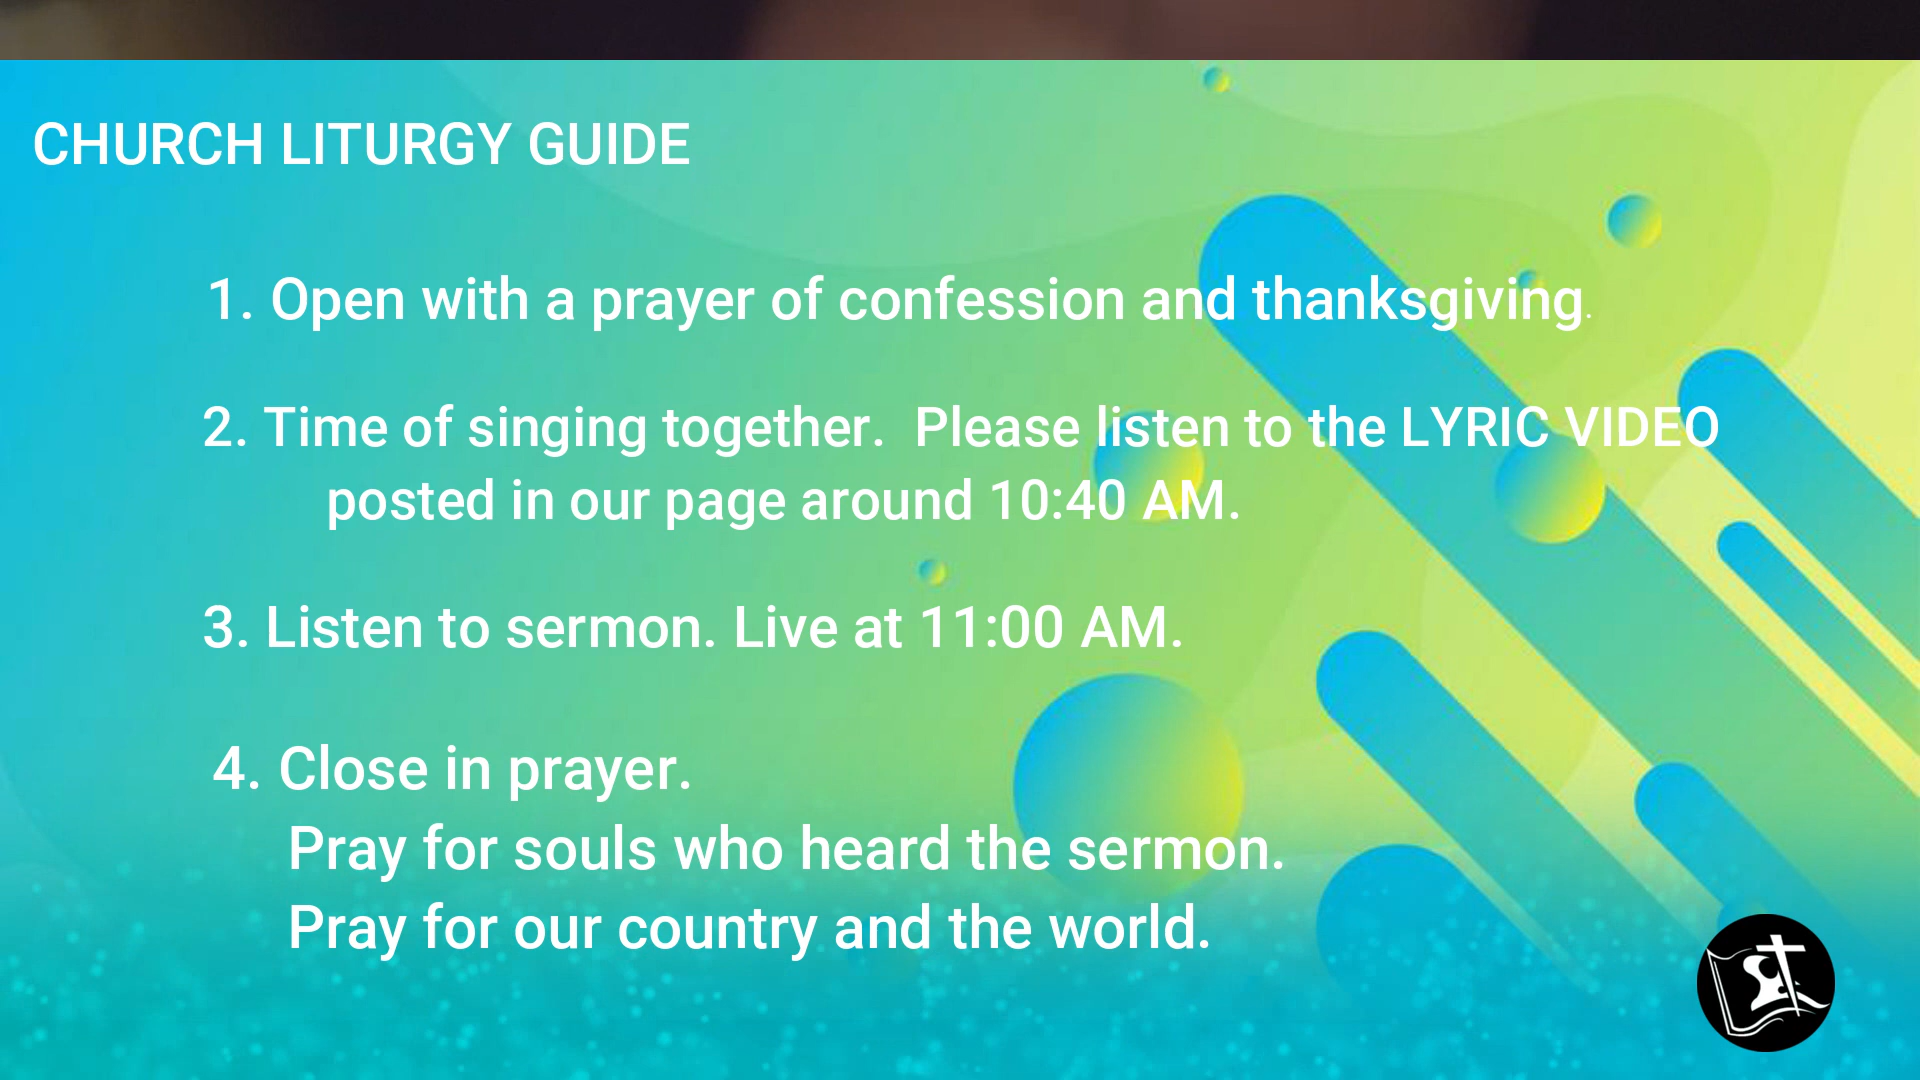 CHURCH LITURGY GUIDE
1. Open with a prayer of confession and thanksgiving.
2. Time of singing together.  Please listen to the LYRIC VIDEO
posted in our page around 10:40 AM.
3. Listen to sermon. Live at 11:00 AM.
4. Close in prayer.
Pray for souls who heard the sermon.
Pray for our country and the world.